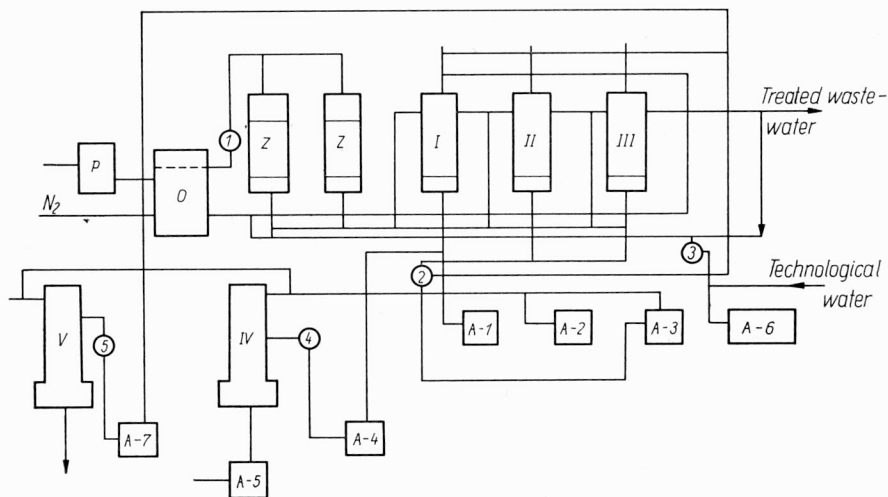 Treated waste-
water
1
Z
Z
I
II
III
P
O
N₂
3
2
Technological
water
V
5
IV
4
A-1
A-2
A-3
A-6
A-7
A-4
A-5